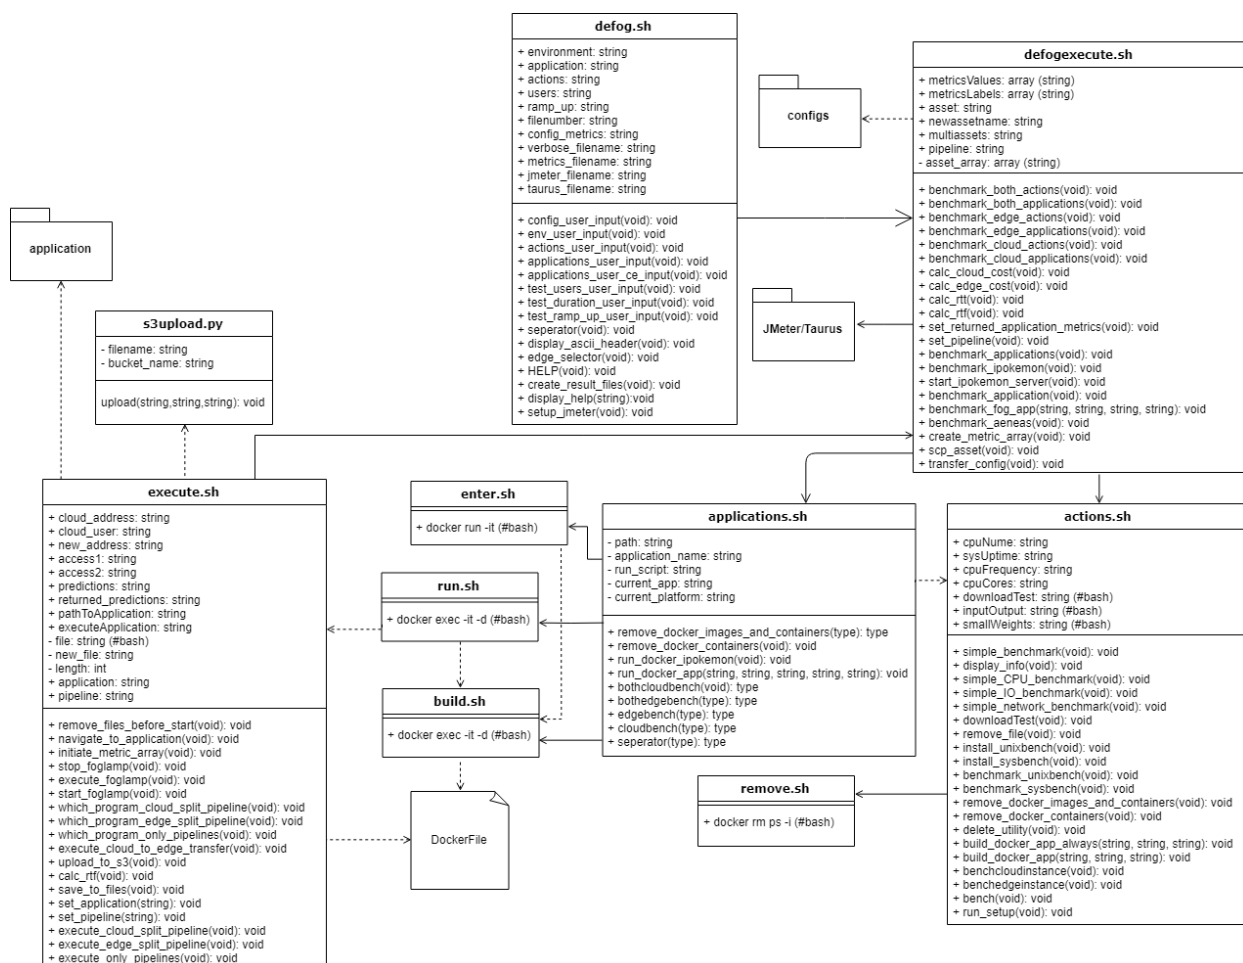 defog.sh
+ environment: string
+ application: string
+ actions: string
+ users: string
+ ramp_up: string
+ filenumber: string
+ config_metrics: string
+ verbose_filename: string
+ metrics_filename: string
+ jmeter_filename: string
+ taurus_filename: string
+ config_user_input(void): void
+ env_user_input(void): void
+ actions_user_input(void): void
+ applications_user_input(void): void
+ applications_user_ce_input(void): void
+ test_users_user_input(void): void
+ test_duration_user_input(void): void
+ test_ramp_up_user_input(void): void
+ seperator(void): void
+ display_ascii_header(void): void
+ edge_selector(void): void
+ HELP(void): void
+ create_result_files(void): void
+ display_help(string):void
+ setup_jmeter(void): void
defogexecute.sh
+ metricsValues: array (string)
+ metricsLabels: array (string)
+ asset: string
+ newassetname: string
+ multiassets: string
+ pipeline: string
- asset_array: array (string)
+ benchmark_both_actions(void): void
+ benchmark_both_applications(void): void
+ benchmark_edge_actions(void): void
+ benchmark_edge_applications(void): void
+ benchmark_cloud_actions(void): void
+ benchmark_cloud_applications(void): void
+ calc_cloud_cost(void): void
+ calc_edge_cost(void): void
+ calc_rtt(void): void
+ calc_rtf(void): void
+ set_returned_application_metrics(void): void
+ set_pipeline(void): void
+ benchmark_applications(void): void
+ benchmark_ipokemon(void): void
+ start_ipokemon_server(void): void
+ benchmark_application(void): void
+ benchmark_fog_app(string, string, string, string): void
+ benchmark_aeneas(void): void
+ create_metric_array(void): void
+ scp_asset(void): void
+ transfer_config(void): void
configs
application
JMeter/Taurus
s3upload.py
- filename: string
- bucket_name: string
upload(string,string,string): void
execute.sh
+ cloud_address: string
+ cloud_user: string
+ new_address: string
+ access1: string
+ access2: string
+ predictions: string
+ returned_predictions: string
+ pathToApplication: string
+ executeApplication: string
- file: string (#bash)
- new_file: string
- length: int
+ application: string
+ pipeline: string
+ remove_files_before_start(void): void
+ navigate_to_application(void): void
+ initiate_metric_array(void): void
+ stop_foglamp(void): void
+ execute_foglamp(void): void
+ start_foglamp(void): void
+ which_program_cloud_split_pipeline(void): void
+ which_program_edge_split_pipeline(void): void
+ which_program_only_pipelines(void): void
+ execute_cloud_to_edge_transfer(void): void
+ upload_to_s3(void): void
+ calc_rtf(void): void
+ save_to_files(void): void
+ set_application(string): void
+ set_pipeline(string): void
+ execute_cloud_split_pipeline(void): void
+ execute_edge_split_pipeline(void): void
+ execute_only_pipelines(void): void
enter.sh
+ docker run -it (#bash)
run.sh
+ docker exec -it -d (#bash)
build.sh
+ docker exec -it -d (#bash)
DockerFile
applications.sh
- path: string
- application_name: string
- run_script: string
- current_app: string
- current_platform: string
+ remove_docker_images_and_containers(type): type
+ remove_docker_containers(void): void
+ run_docker_ipokemon(void): void
+ run_docker_app(string, string, string, string, string): void
+ bothcloudbench(void): type
+ bothedgebench(type): type
+ edgebench(type): type
+ cloudbench(type): type
+ seperator(type): type
remove.sh
+ docker rm ps -i (#bash)
actions.sh
+ cpuNume: string
+ sysUptime: string
+ cpuFrequency: string
+ cpuCores: string
+ downloadTest: string (#bash)
+ inputOutput: string (#bash)
+ smallWeights: string (#bash)
+ simple_benchmark(void): void
+ display_info(void): void
+ simple_CPU_benchmark(void): void
+ simple_IO_benchmark(void): void
+ simple_network_benchmark(void): void
+ downloadTest(void): void
+ remove_file(void): void
+ install_unixbench(void): void
+ install_sysbench(void): void
+ benchmark_unixbench(void): void
+ benchmark_sysbench(void): void
+ remove_docker_images_and_containers(void): void
+ remove_docker_containers(void): void
+ delete_utility(void): void
+ build_docker_app_always(string, string, string): void
+ build_docker_app(string, string, string): void
+ benchcloudinstance(void): void
+ benchedgeinstance(void): void
+ bench(void): void
+ run_setup(void): void